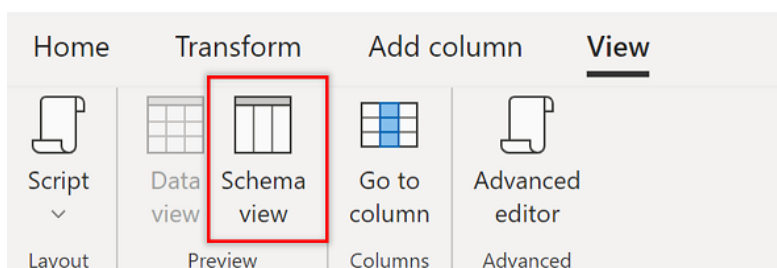 Home Transform Add column View
Script Data view Schema view Go to column Advanced editor
Layout Preview Columns Advanced